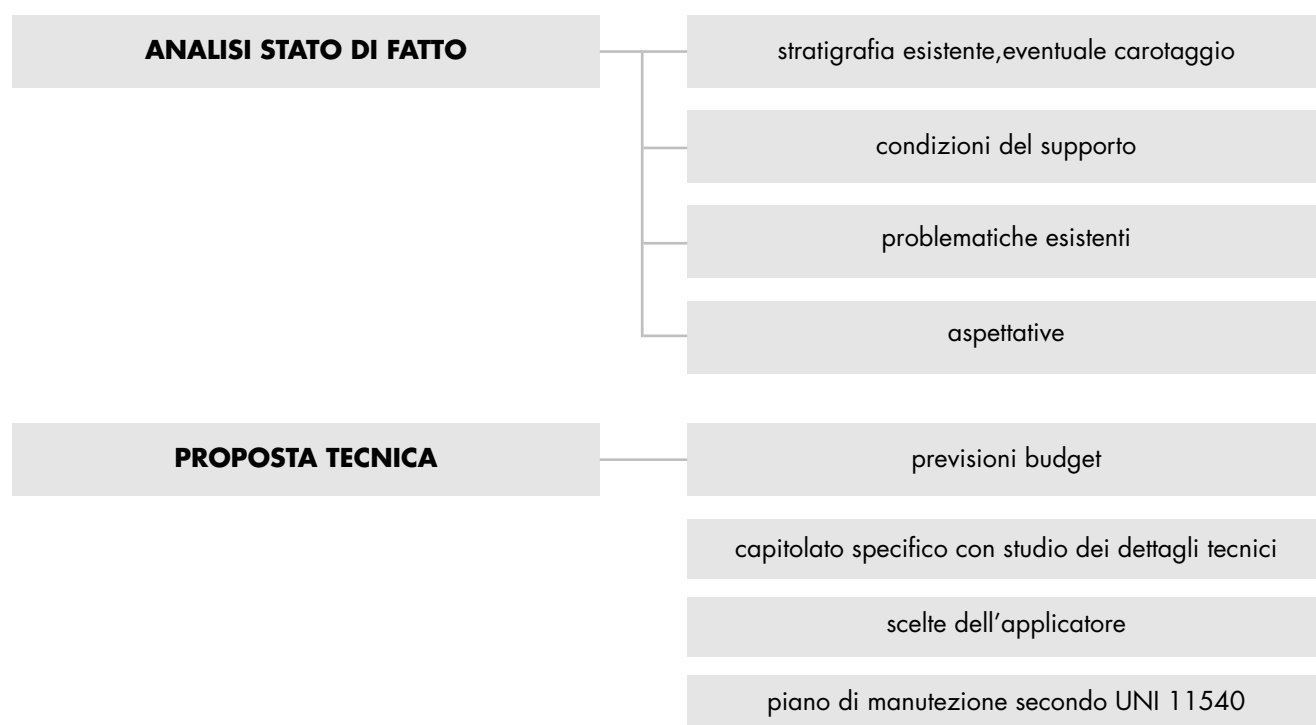 ANALISI STATO DI FATTO
stratigrafia esistente,eventuale carotaggio
condizioni del supporto
problematiche esistenti
aspettative
PROPOSTA TECNICA
previsioni budget
capitolato specifico con studio dei dettagli tecnici
scelte dell’applicatore
piano di manutezione secondo UNI 11540